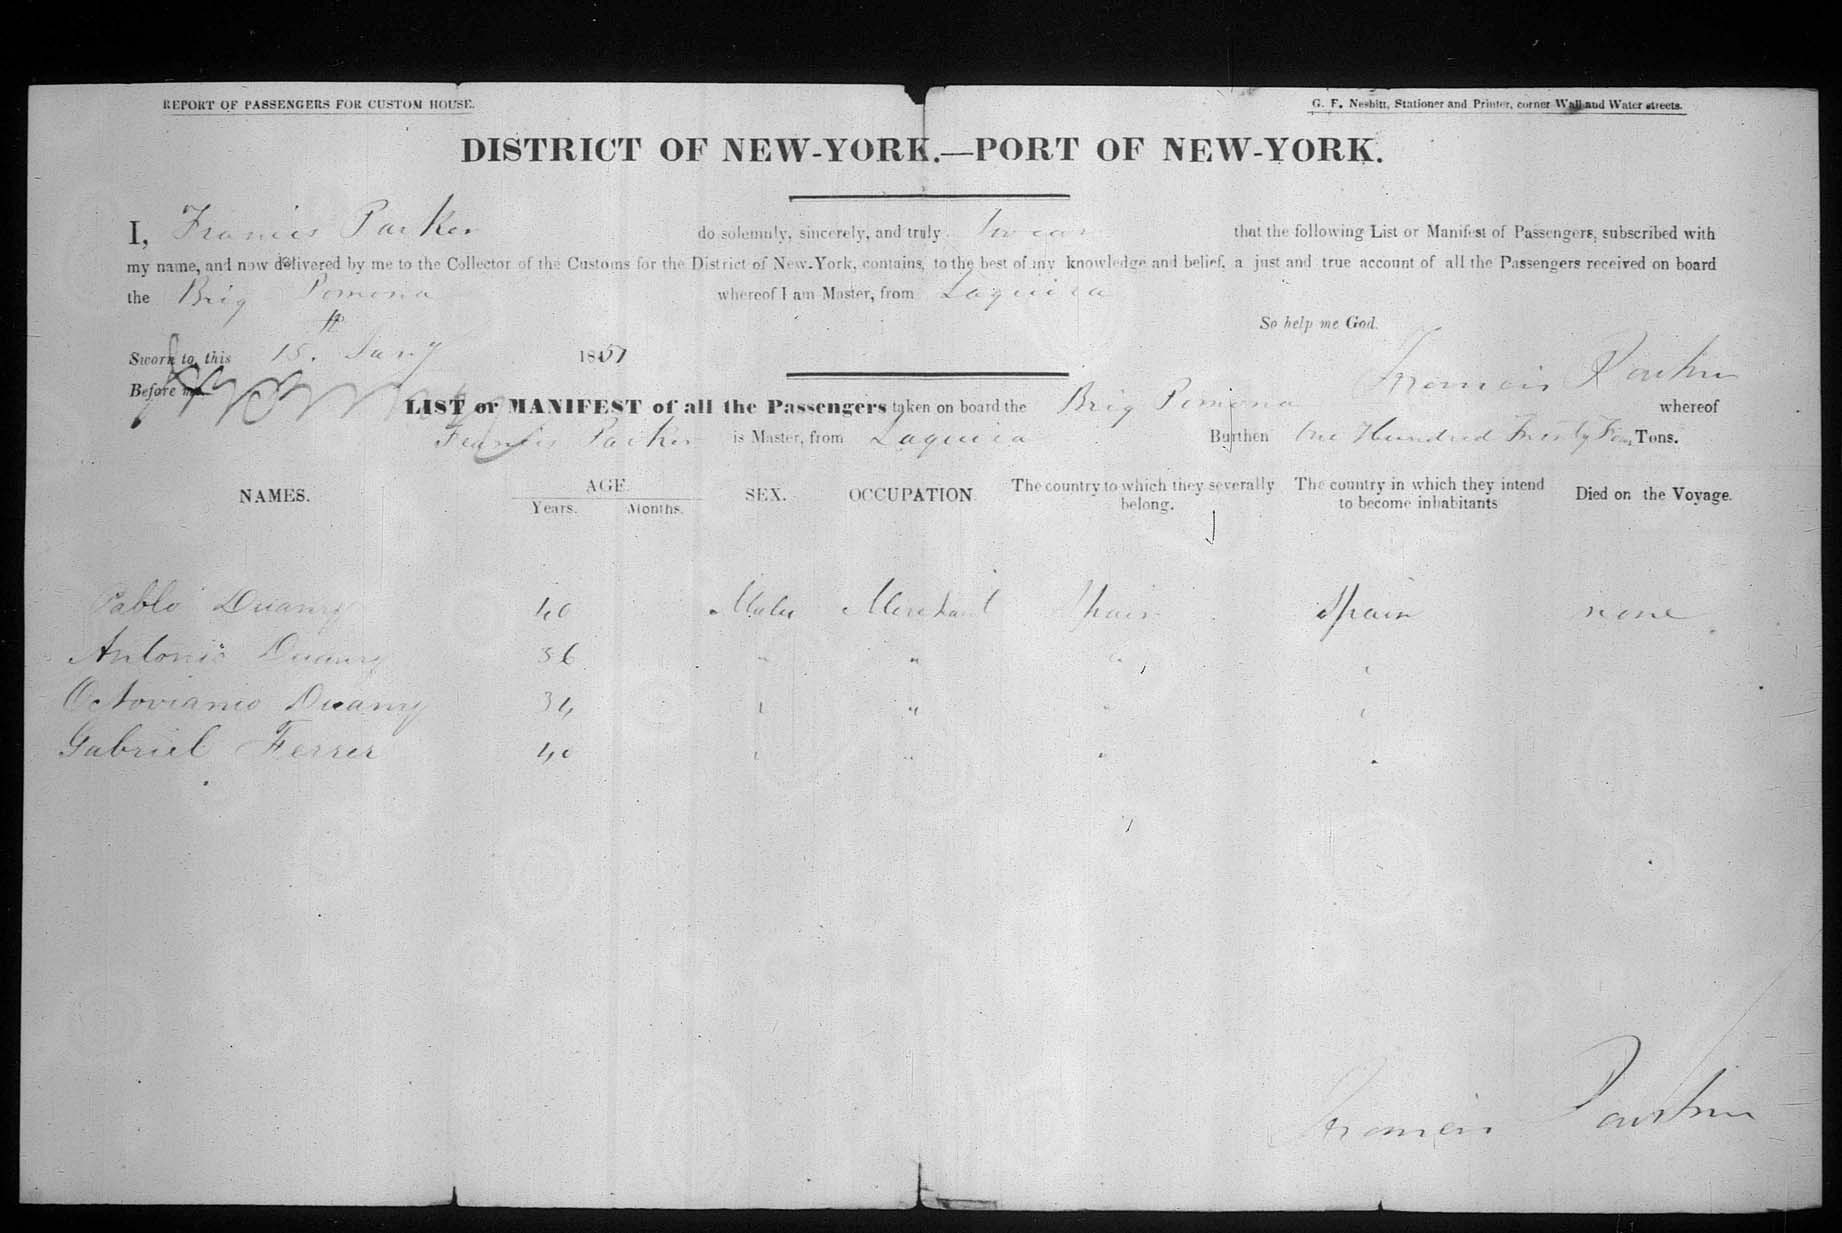 REPORT OF PASSENGERS FOR CUSTOM HOUSE.
G. F. Nesbitt, Stationer and Printer, corner Wall and Water streets.
DISTRICT OF NEW-YORK.—PORT OF NEW-YORK.
I, Francis Parker do solemnly, sincerely, and truly Swear that the following List or Manifest of Passengers, subscribed with
my name, and now delivered by me to the Collector of the Customs for the District of New-York, contains, to the best of my knowledge and belief, a just and true account of all the Passengers received on board
the Brig Pomona whereof I am Master, from Laguira
So help me God.
Sworn to this 15th Jany 18
Francis Parker
Before me
LIST or MANIFEST of all the Passengers taken on board the Brig Pomona whereof
Francis Parker is Master, from Laguira Burthen One Hundred Twenty Four Tons.
NAMES. AGE. SEX. OCCUPATION. The country to which they severally belong. The country in which they intend to become inhabitants Died on the Voyage.
Years. Months.
Pablo Duany 40 Male Merchant Spain Spain none
Antonio Duany 36 " " " "
Octoviano Duany 34 " " " "
Gabriel Ferrer 40 " " " "
Francis Parker